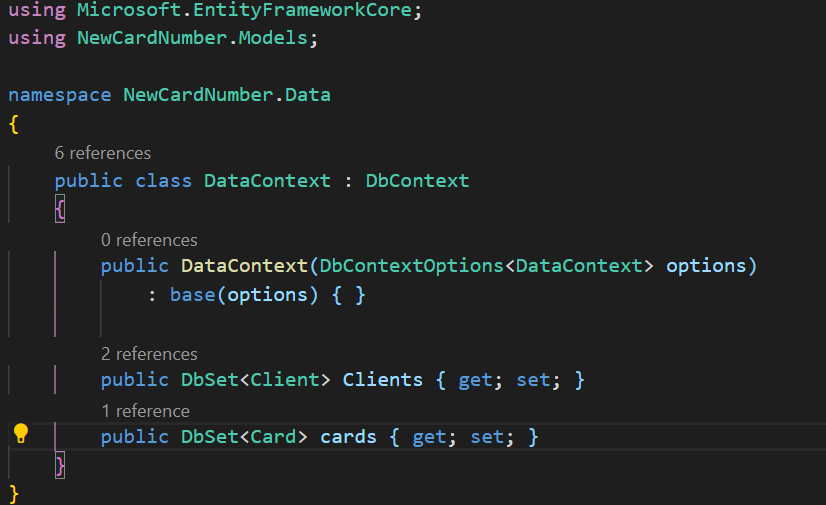 using Microsoft.EntityFrameworkCore;
using NewCardNumber.Models;
namespace NewCardNumber.Data
{
6 references
public class DataContext : DbContext
{
0 references
public DataContext(DbContextOptions<DataContext> options)
: base(options) { }
2 references
public DbSet<Client> Clients { get; set; }
1 reference
public DbSet<Card> cards { get; set; }
}
}